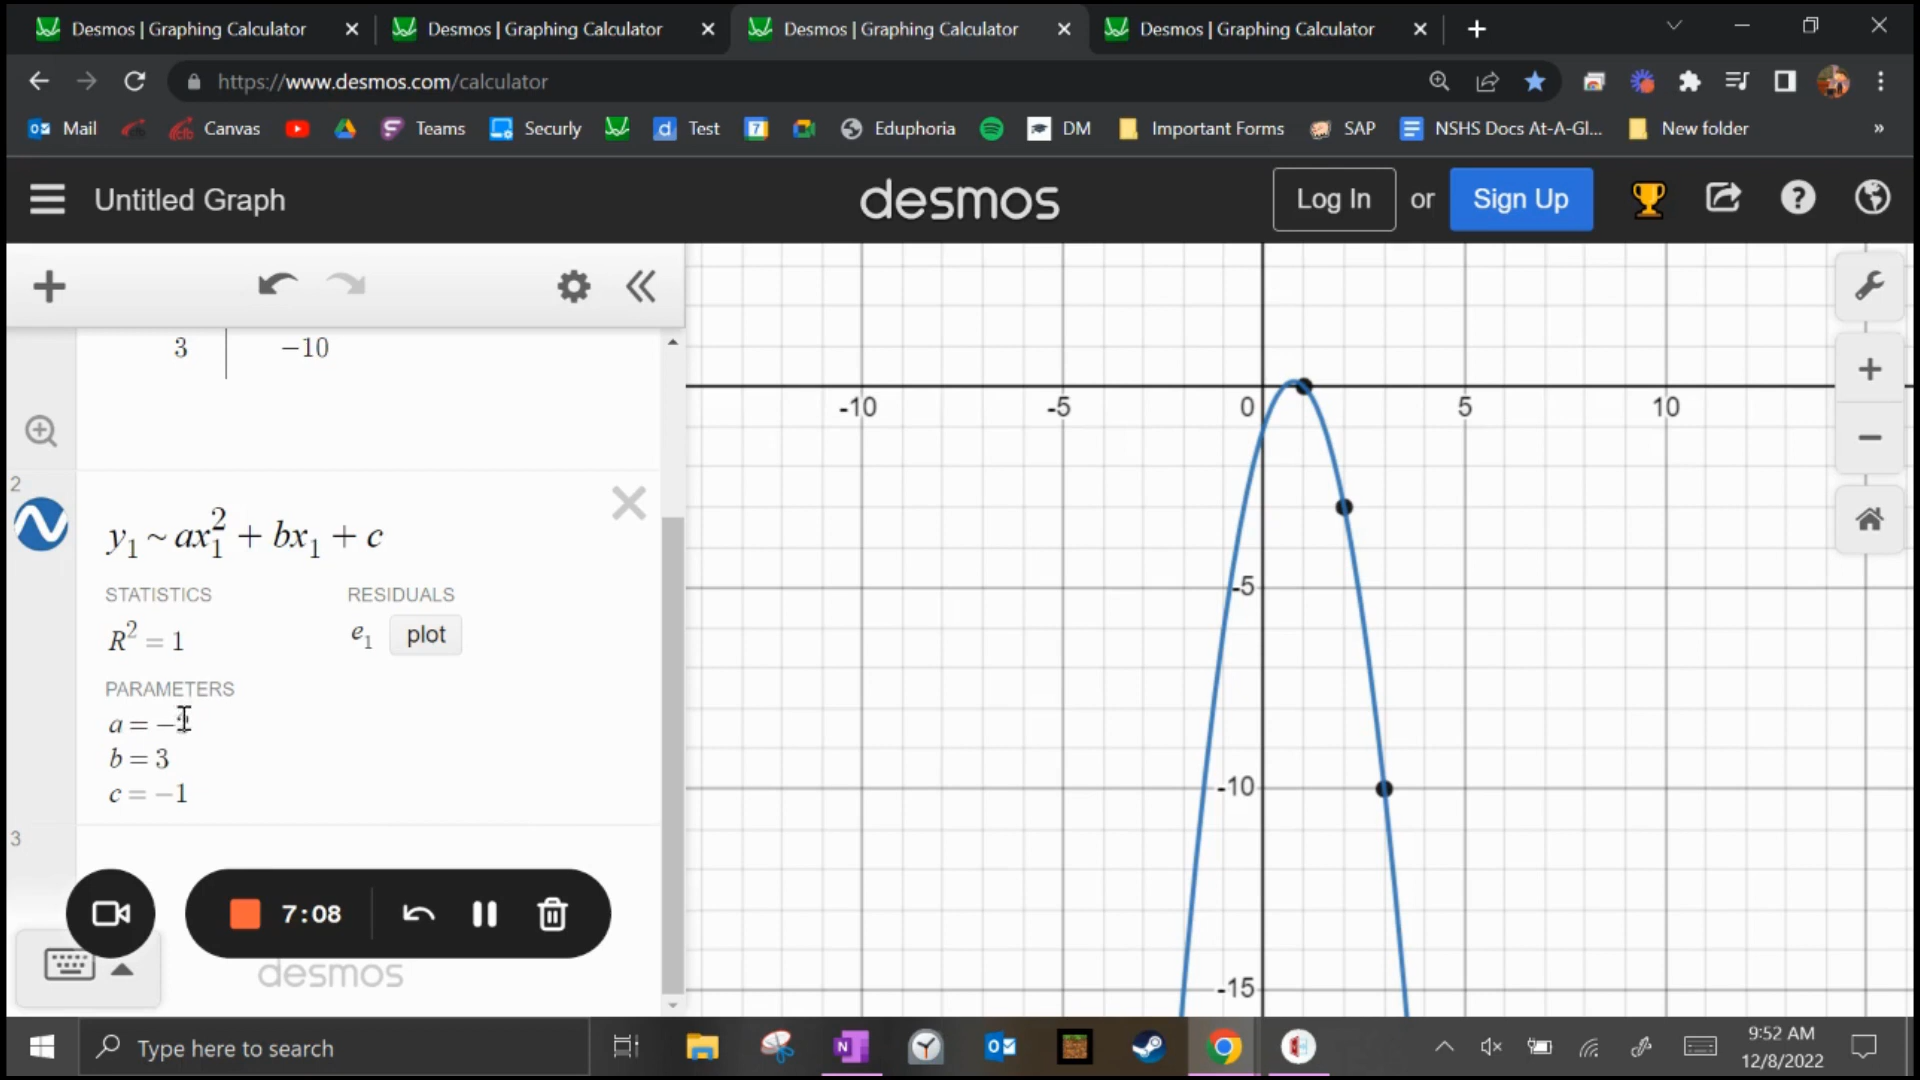 Desmos | Graphing Calculator Desmos | Graphing Calculator Desmos | Graphing Calculator Desmos | Graphing Calculator
https://www.desmos.com/calculator
Mail Canvas Teams Securly Test 7 Eduphoria DM Important Forms SAP NSHS Docs At-A-Gl... New folder »
Untitled Graph desmos Log In or Sign Up
3 −10
2
y₁ ~ ax₁² + bx₁ + c
STATISTICS RESIDUALS
R² = 1 e₁ plot
PARAMETERS
a = −
b = 3
c = −1
3
7:08
desmos
-10 -5 0 5 10
-5
-10
-15
Type here to search
9:52 AM
12/8/2022